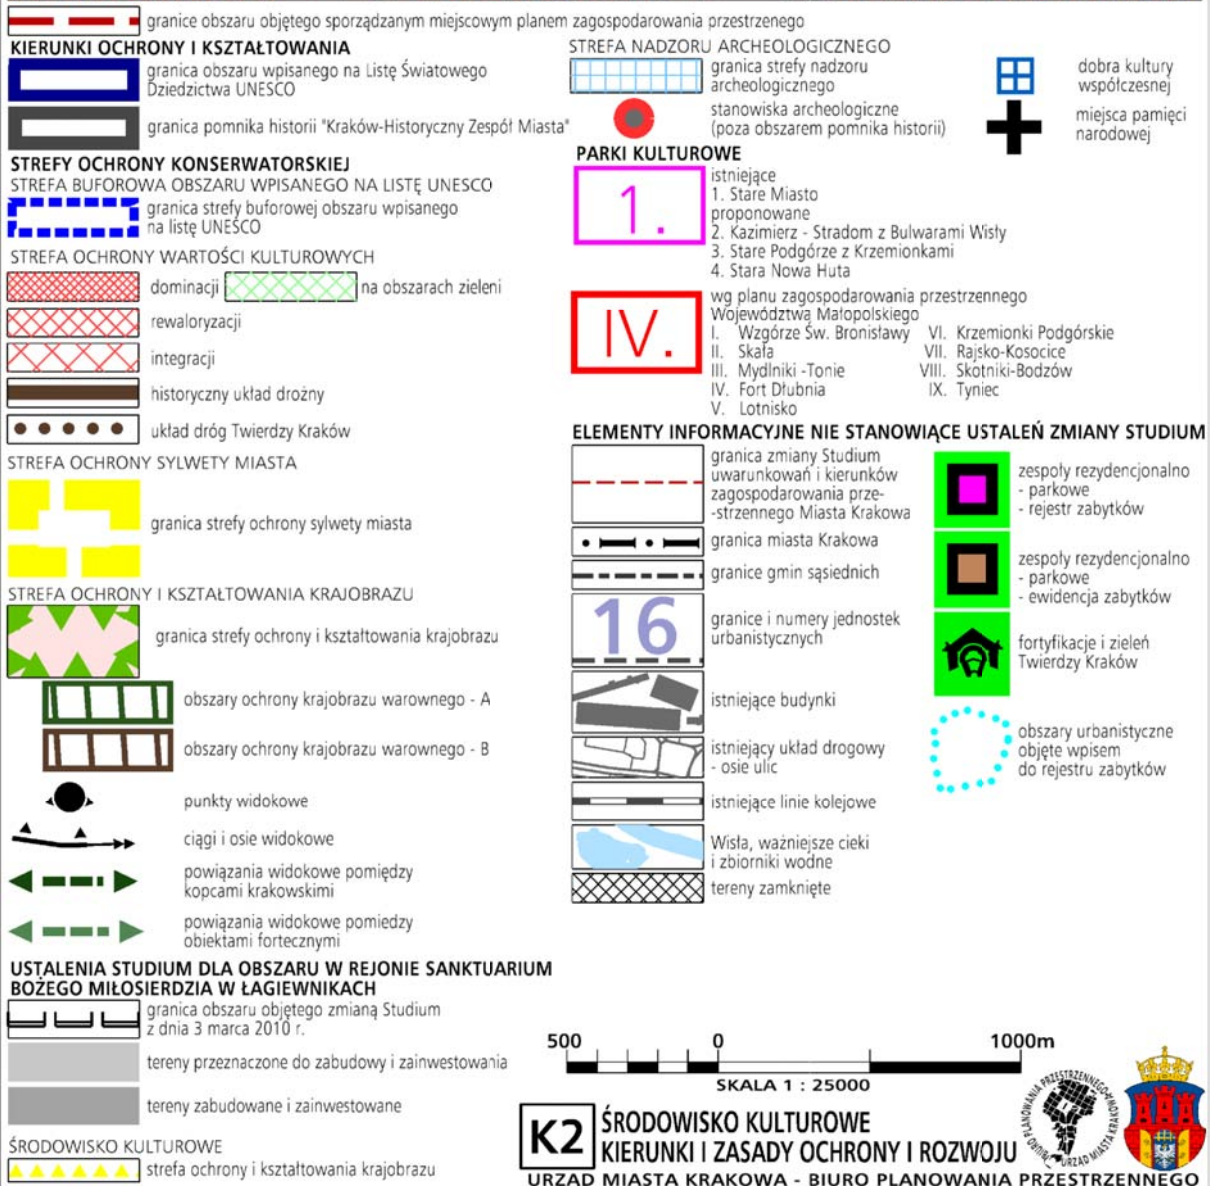 granice obszaru objętego sporządzanym miejscowym planem zagospodarowania przestrzenego
KIERUNKI OCHRONY I KSZTAŁTOWANIA
granica obszaru wpisanego na Listę Światowego
Dziedzictwa UNESCO
granica pomnika historii "Kraków-Historyczny Zespół Miasta"
STREFY OCHRONY KONSERWATORSKIEJ
STREFA BUFOROWA OBSZARU WPISANEGO NA LISTĘ UNESCO
granica strefy buforowej obszaru wpisanego
na listę UNESCO
STREFA OCHRONY WARTOŚCI KULTUROWYCH
dominacji
na obszarach zieleni
rewaloryzacji
integracji
historyczny układ drożny
układ dróg Twierdzy Kraków
STREFA OCHRONY SYLWETY MIASTA
granica strefy ochrony sylwety miasta
STREFA OCHRONY I KSZTAŁTOWANIA KRAJOBRAZU
granica strefy ochrony i kształtowania krajobrazu
obszary ochrony krajobrazu warownego - A
obszary ochrony krajobrazu warownego - B
punkty widokowe
ciągi i osie widokowe
powiązania widokowe pomiędzy
kopcami krakowskimi
powiązania widokowe pomiedzy
obiektami fortecznymi
USTALENIA STUDIUM DLA OBSZARU W REJONIE SANKTUARIUM
BOŻEGO MIŁOSIERDZIA W ŁAGIEWNIKACH
granica obszaru objętego zmianą Studium
z dnia 3 marca 2010 r.
tereny przeznaczone do zabudowy i zainwestowania
tereny zabudowane i zainwestowane
ŚRODOWISKO KULTUROWE
strefa ochrony i kształtowania krajobrazu
STREFA NADZORU ARCHEOLOGICZNEGO
granica strefy nadzoru
archeologicznego
stanowiska archeologiczne
(poza obszarem pomnika historii)
dobra kultury
współczesnej
miejsca pamięci
narodowej
PARKI KULTUROWE
1.
istniejące
1. Stare Miasto
proponowane
2. Kazimierz - Stradom z Bulwarami Wisły
3. Stare Podgórze z Krzemionkami
4. Stara Nowa Huta
IV.
wg planu zagospodarowania przestrzennego
Województwa Małopolskiego
I. Wzgórze Św. Bronisławy
II. Skała
III. Mydlniki -Tonie
IV. Fort Dłubnia
V. Lotnisko
VI. Krzemionki Podgórskie
VII. Rajsko-Kosocice
VIII. Skotniki-Bodzów
IX. Tyniec
ELEMENTY INFORMACYJNE NIE STANOWIĄCE USTALEŃ ZMIANY STUDIUM
granica zmiany Studium
uwarunkowań i kierunków
zagospodarowania prze-
-strzennego Miasta Krakowa
granica miasta Krakowa
granice gmin sąsiednich
16
granice i numery jednostek
urbanistycznych
istniejące budynki
istniejący układ drogowy
- osie ulic
istniejące linie kolejowe
Wisła, ważniejsze cieki
i zbiorniki wodne
tereny zamknięte
zespoły rezydencjonalno
- parkowe
- rejestr zabytków
zespoły rezydencjonalno
- parkowe
- ewidencja zabytków
fortyfikacje i zieleń
Twierdzy Kraków
obszary urbanistyczne
objęte wpisem
do rejestru zabytków
500 0 1000m
SKALA 1 : 25000
K2
ŚRODOWISKO KULTUROWE
KIERUNKI I ZASADY OCHRONY I ROZWOJU
BIURO PLANOWANIA PRZESTRZENNEGO
URZĄD MIASTA KRAKOWA
URZĄD MIASTA KRAKOWA - BIURO PLANOWANIA PRZESTRZENNEGO